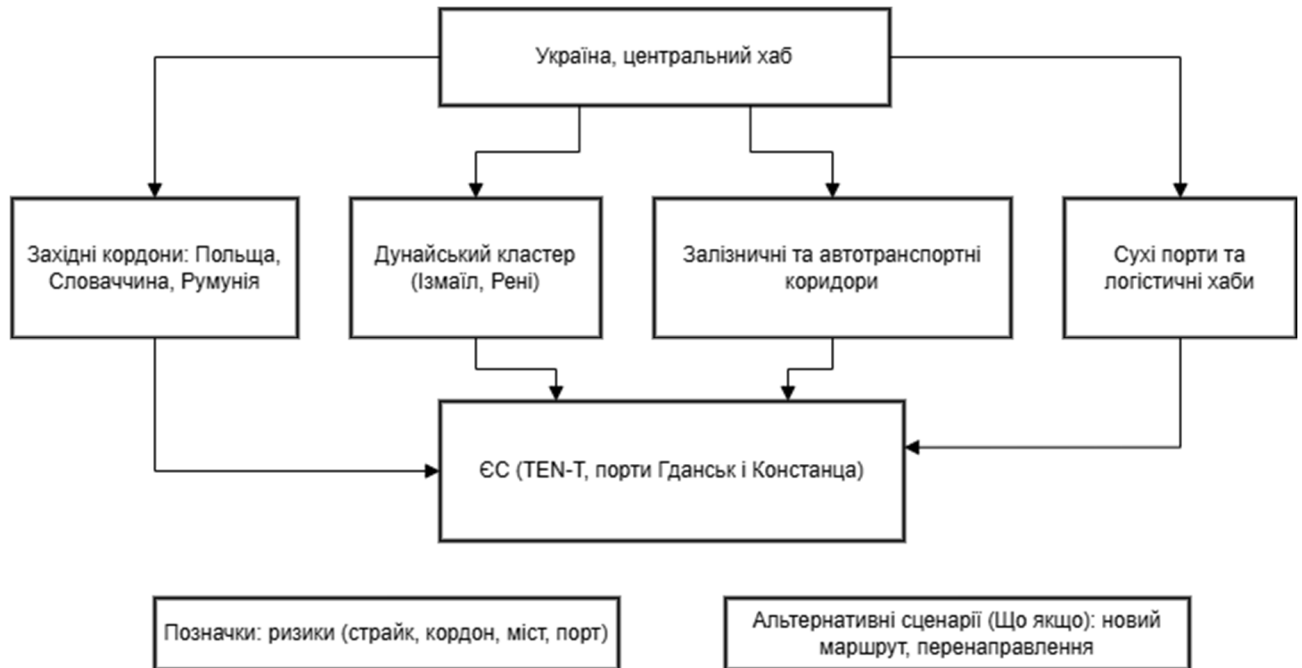 Україна, центральний хаб
Західні кордони: Польща,
Словаччина, Румунія
Дунайський кластер
(Ізмаїл, Рені)
Залізничні та автотранспортні
коридори
Сухі порти та
логістичні хаби
ЄС (TEN-T, порти Гданськ і Констанца)
Позначки: ризики (страйк, кордон, міст, порт)
Альтернативні сценарії (Що якщо): новий
маршрут, перенаправлення